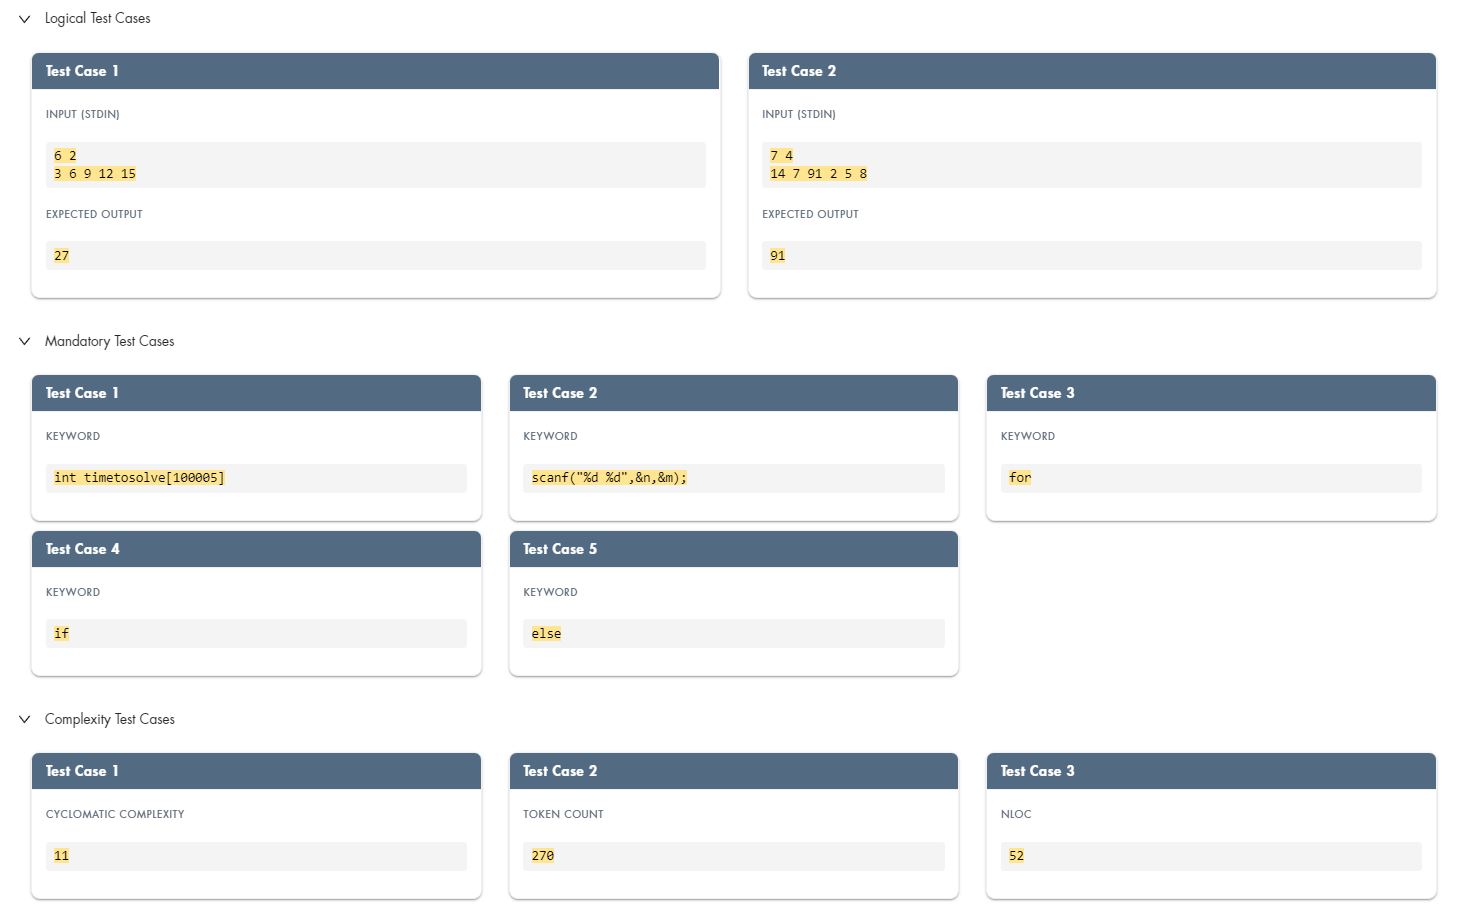 Logical Test Cases
Test Case 1
INPUT (STDIN)
6 2
3 6 9 12 15
EXPECTED OUTPUT
27
Test Case 2
INPUT (STDIN)
7 4
14 7 91 2 5 8
EXPECTED OUTPUT
91
Mandatory Test Cases
Test Case 1
KEYWORD
int timetosolve[100005]
Test Case 2
KEYWORD
scanf("%d %d",&n,&m);
Test Case 3
KEYWORD
for
Test Case 4
KEYWORD
if
Test Case 5
KEYWORD
else
Complexity Test Cases
Test Case 1
CYCLOMATIC COMPLEXITY
11
Test Case 2
TOKEN COUNT
270
Test Case 3
NLOC
52